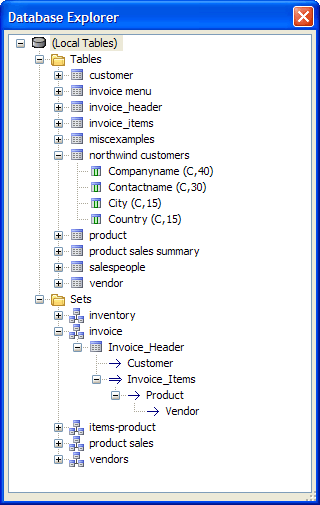 Database Explorer
(Local Tables)
Tables
customer
invoice menu
invoice_header
invoice_items
miscexamples
northwind customers
Companyname (C,40)
Contactname (C,30)
City (C,15)
Country (C,15)
product
product sales summary
salespeople
vendor
Sets
inventory
invoice
Invoice_Header
Customer
Invoice_Items
Product
Vendor
items-product
product sales
vendors